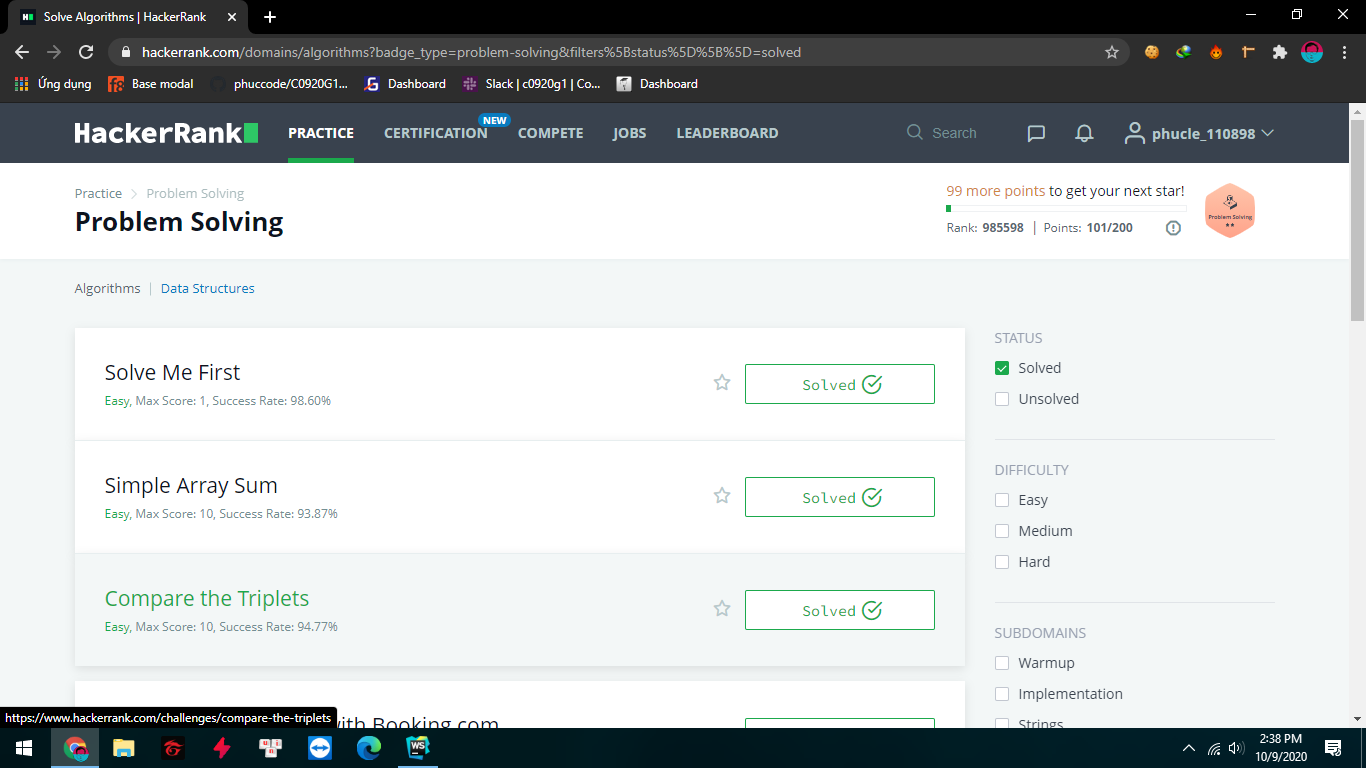 Solve Algorithms | HackerRank
hackerrank.com/domains/algorithms?badge_type=problem-solving&filters%5Bstatus%5D%5B%5D=solved
Ứng dụng Base modal phuccode/C0920G1... Dashboard Slack | c0920g1 | Co... Dashboard
HackerRank PRACTICE CERTIFICATION NEW COMPETE JOBS LEADERBOARD Search phucle_110898
Practice > Problem Solving
Problem Solving
99 more points to get your next star!
Rank: 985598 | Points: 101/200
Problem Solving
Algorithms | Data Structures
Solve Me First
Easy, Max Score: 1, Success Rate: 98.60%
Solved
Simple Array Sum
Easy, Max Score: 10, Success Rate: 93.87%
Solved
Compare the Triplets
Easy, Max Score: 10, Success Rate: 94.77%
Solved
with Booking.com
STATUS
Solved
Unsolved
DIFFICULTY
Easy
Medium
Hard
SUBDOMAINS
Warmup
Implementation
Strings
https://www.hackerrank.com/challenges/compare-the-triplets
2:38 PM
10/9/2020